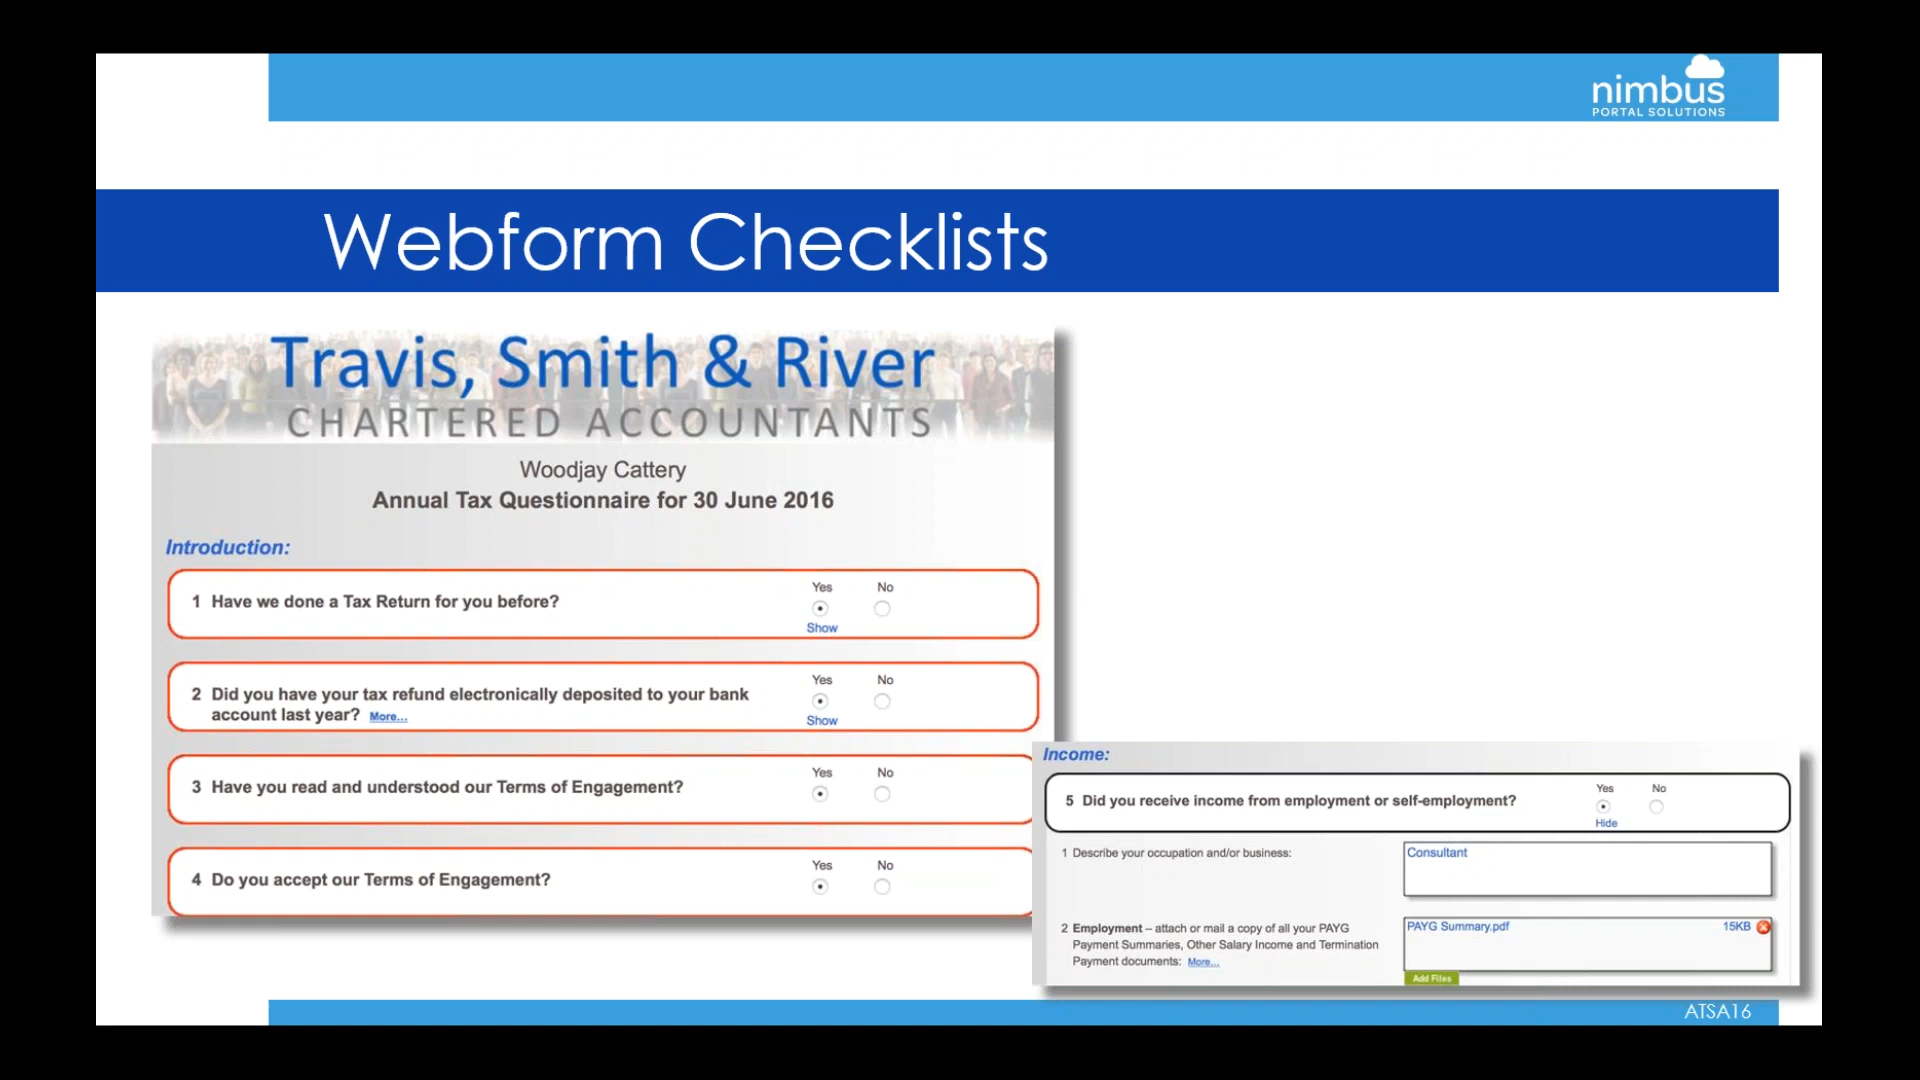 nimbus
PORTAL SOLUTIONS
Webform Checklists
Travis, Smith & River
CHARTERED ACCOUNTANTS
Woodjay Cattery
Annual Tax Questionnaire for 30 June 2016
Introduction:
1 Have we done a Tax Return for you before? Yes No
Show
2 Did you have your tax refund electronically deposited to your bank Yes No
account last year? More... Show
3 Have you read and understood our Terms of Engagement? Yes No
4 Do you accept our Terms of Engagement? Yes No
Income:
5 Did you receive income from employment or self-employment? Yes No
Hide
1 Describe your occupation and/or business: Consultant
2 Employment – attach or mail a copy of all your PAYG PAYG Summary.pdf 15KB
Payment Summaries, Other Salary Income and Termination
Payment documents: More...
Add Files
ATSA16